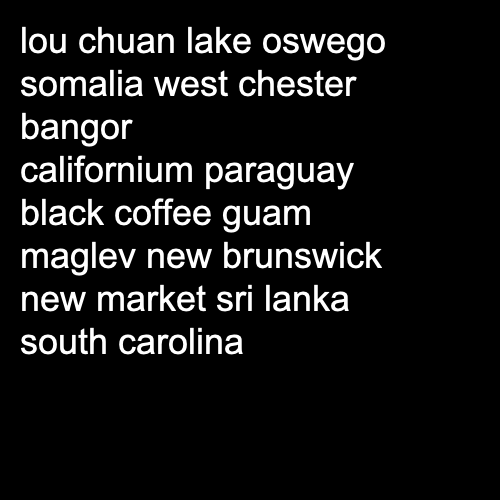 lou chuan lake oswego
somalia west chester
bangor
californium paraguay
black coffee guam
maglev new brunswick
new market sri lanka
south carolina